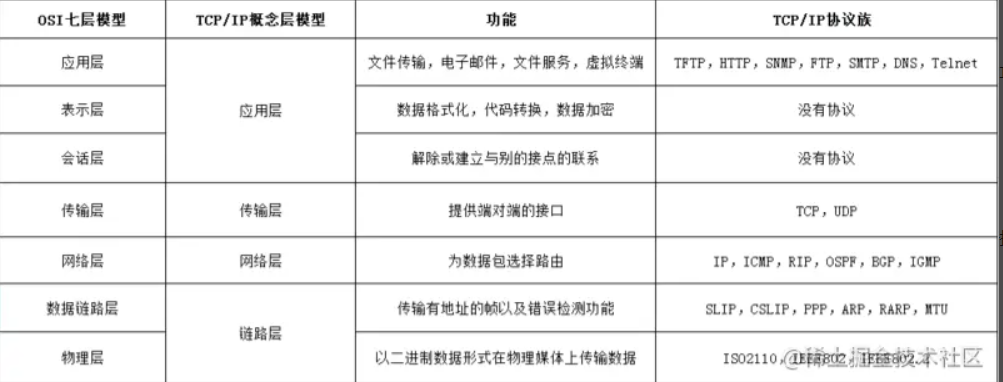 OSI七层模型 TCP/IP概念层模型 功能 TCP/IP协议族
应用层 文件传输，电子邮件，文件服务，虚拟终端 TFTP，HTTP，SNMP，FTP，SMTP，DNS，Telnet
表示层 应用层 数据格式化，代码转换，数据加密 没有协议
会话层 解除或建立与别的接点的联系 没有协议
传输层 传输层 提供端对端的接口 TCP，UDP
网络层 网络层 为数据包选择路由 IP，ICMP，RIP，OSPF，BGP，IGMP
数据链路层 传输有地址的帧以及错误检测功能 SLIP，CSLIP，PPP，ARP，RARP，MTU
链路层
物理层 以二进制数据形式在物理媒体上传输数据 ISO2110，IEEE802，IEEE802.2
@稀土掘金技术社区